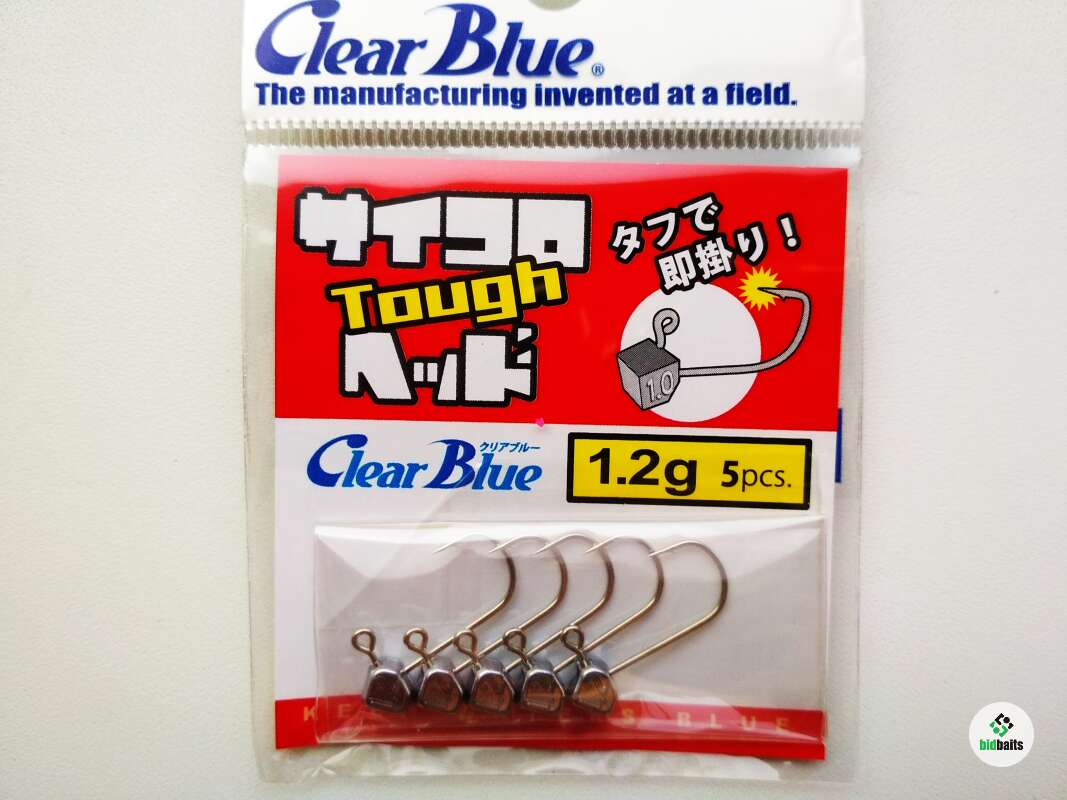 Clear Blue®
The manufacturing invented at a field.
サイコロ
Tough
ヘッド
タフで
即掛り！
1.0
クリアブルー
Clear Blue
1.2g 5pcs.
BLUE
bidbaits